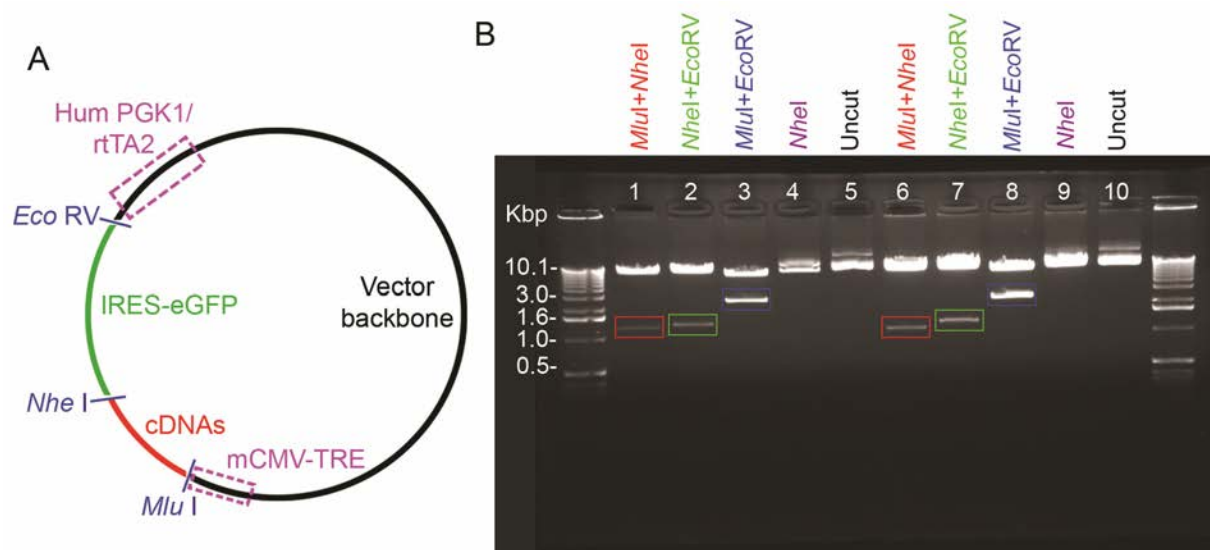 A
Hum PGK1/
rtTA2
Eco RV
IRES-eGFP
Vector
backbone
Nhe I
cDNAs
mCMV-TRE
Mlu I
B
MluI+NheI
NheI+EcoRV
MluI+EcoRV
NheI
Uncut
MluI+NheI
NheI+EcoRV
MluI+EcoRV
NheI
Uncut
1 2 3 4 5 6 7 8 9 10
Kbp
10.1-
3.0-
1.6-
1.0-
0.5-